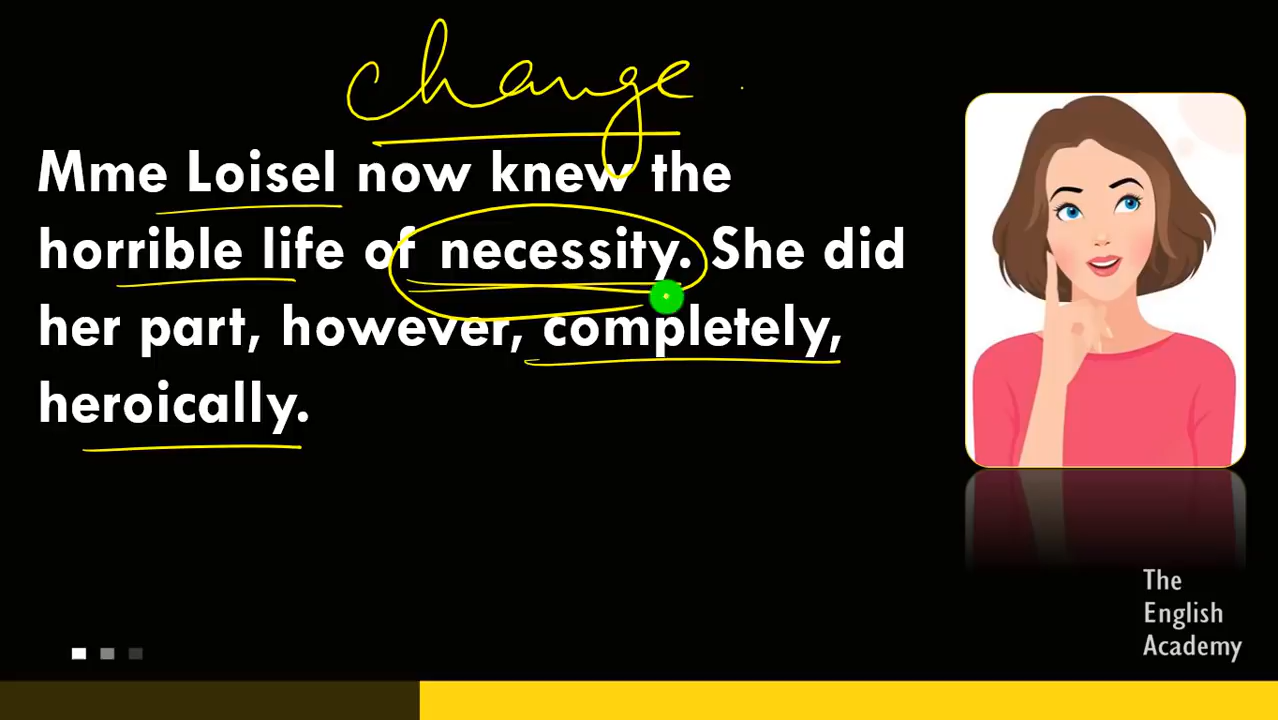 change
Mme Loisel now knew the
horrible life of necessity. She did
her part, however, completely,
heroically.
The
English
Academy